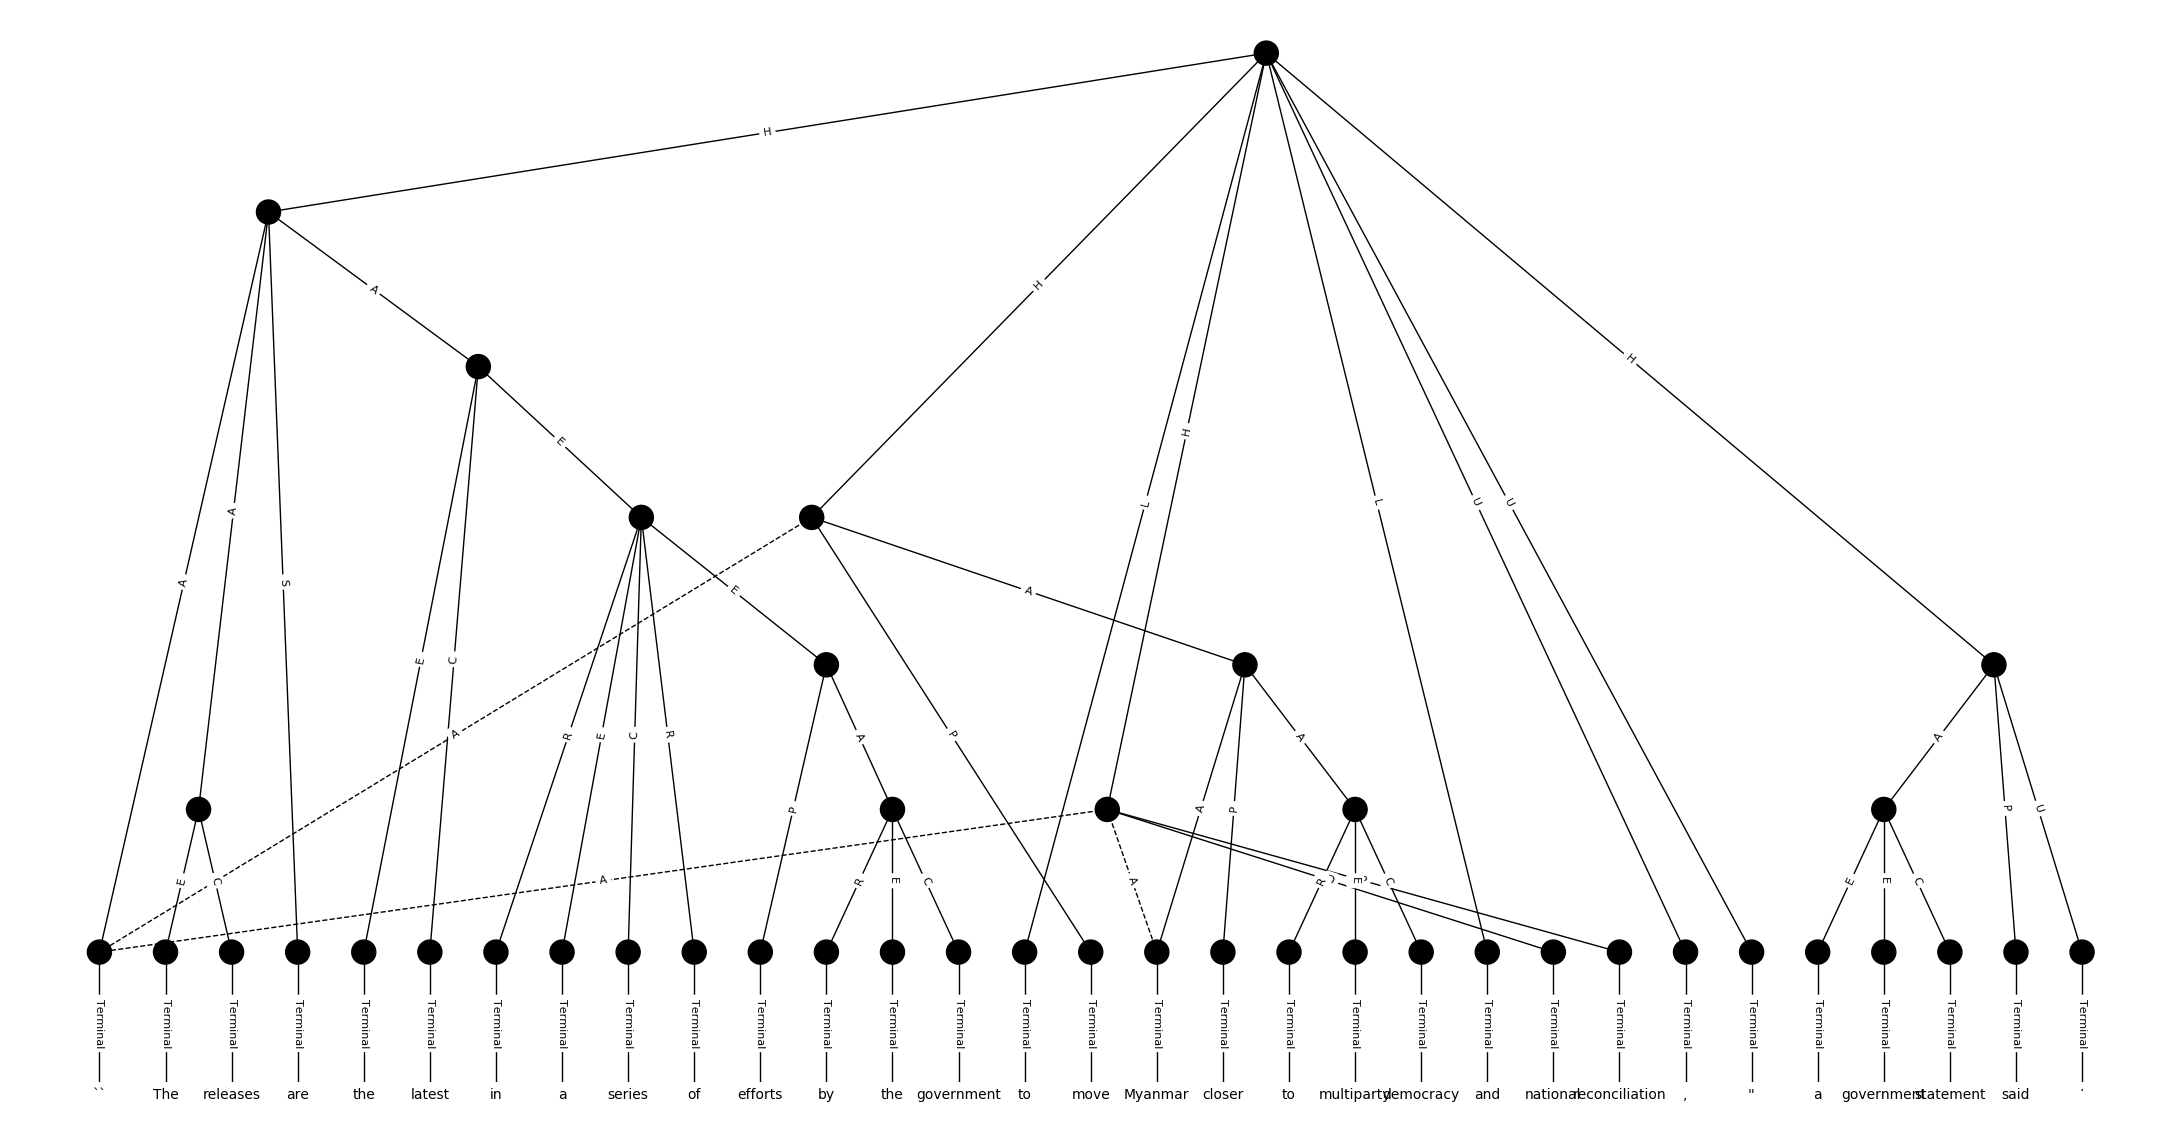 H
A H
E H
A A S L U U H
E C R E C R E A
A P A A P A P U
E C P R E C A A R D E P C E E C
Terminal Terminal Terminal Terminal Terminal Terminal Terminal Terminal Terminal Terminal Terminal Terminal Terminal Terminal Terminal Terminal Terminal Terminal Terminal Terminal Terminal Terminal Terminal Terminal Terminal Terminal Terminal Terminal Terminal Terminal Terminal
`` The releases are the latest in a series of efforts by the government to move Myanmar closer to multiparty democracy and national reconciliation , " a government statement said .